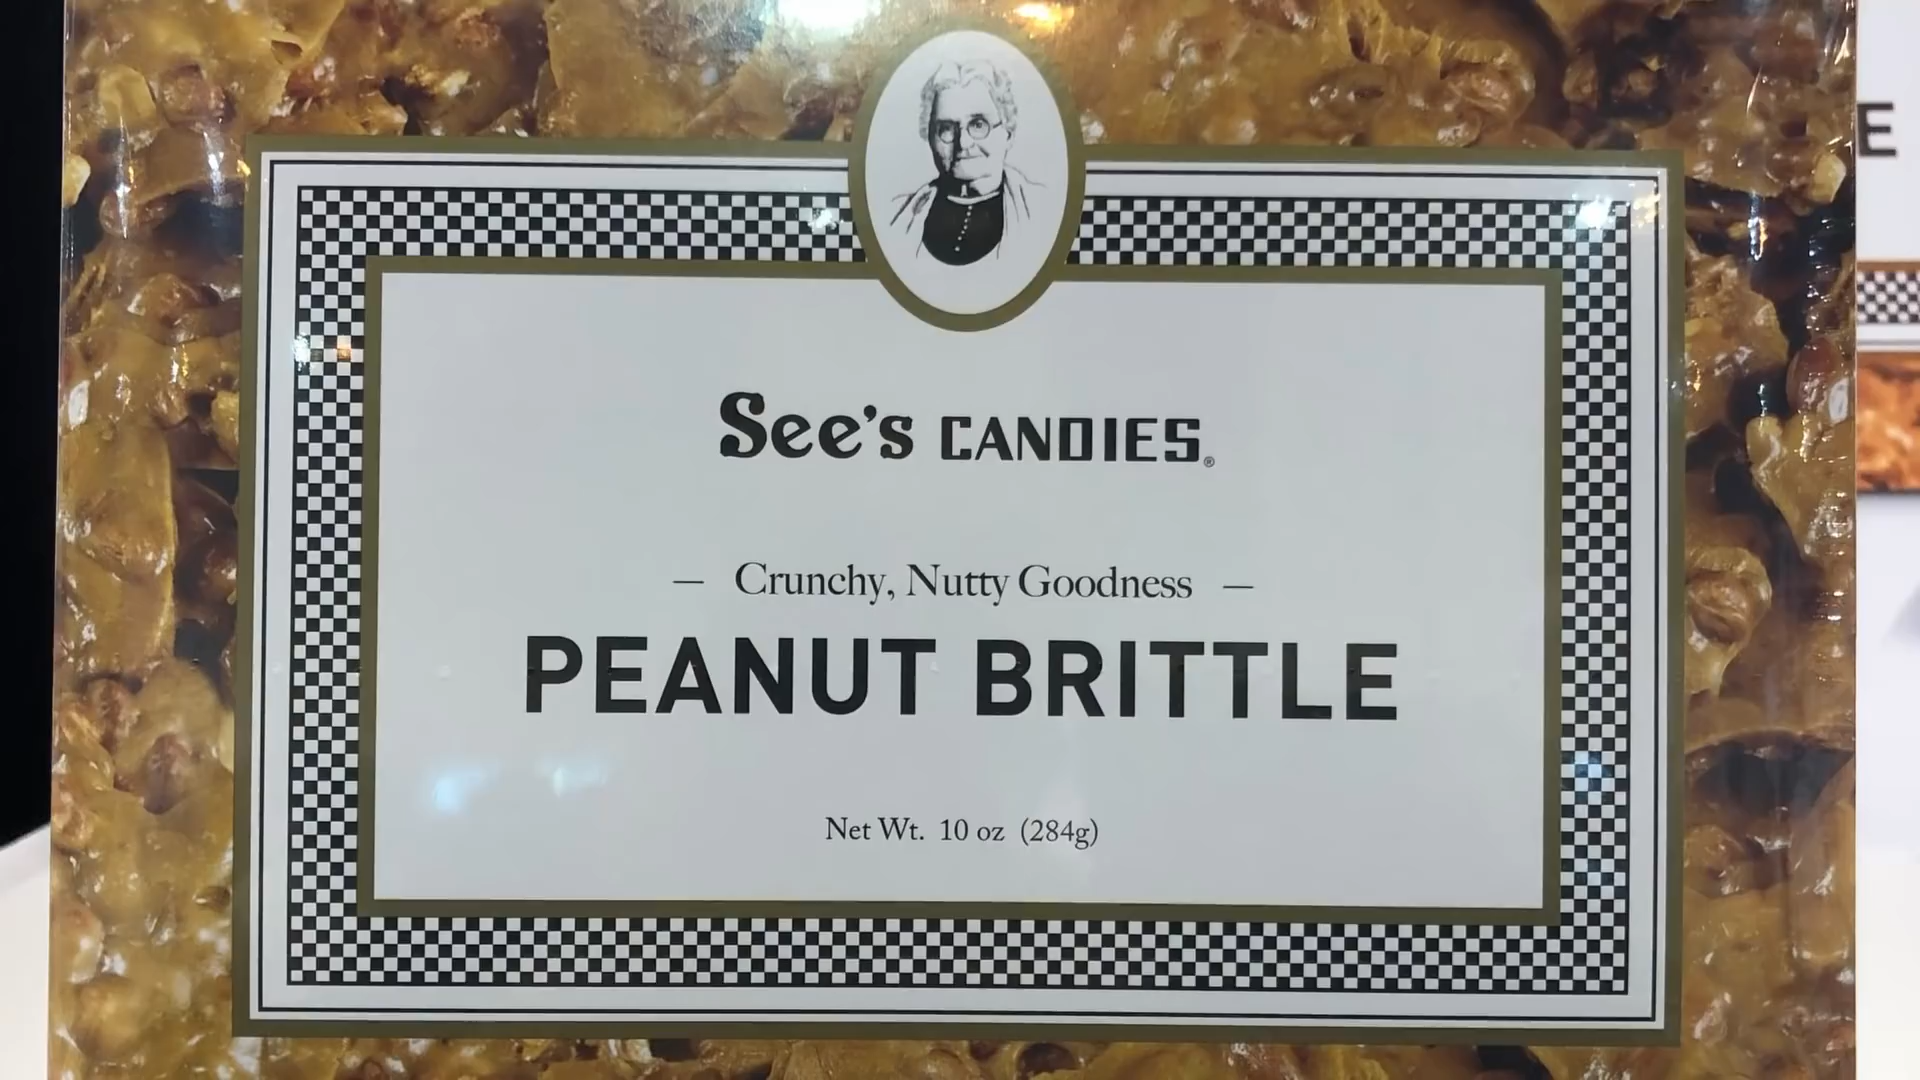 See's CANDIES®
— Crunchy, Nutty Goodness —
PEANUT BRITTLE
Net Wt. 10 oz (284g)
E